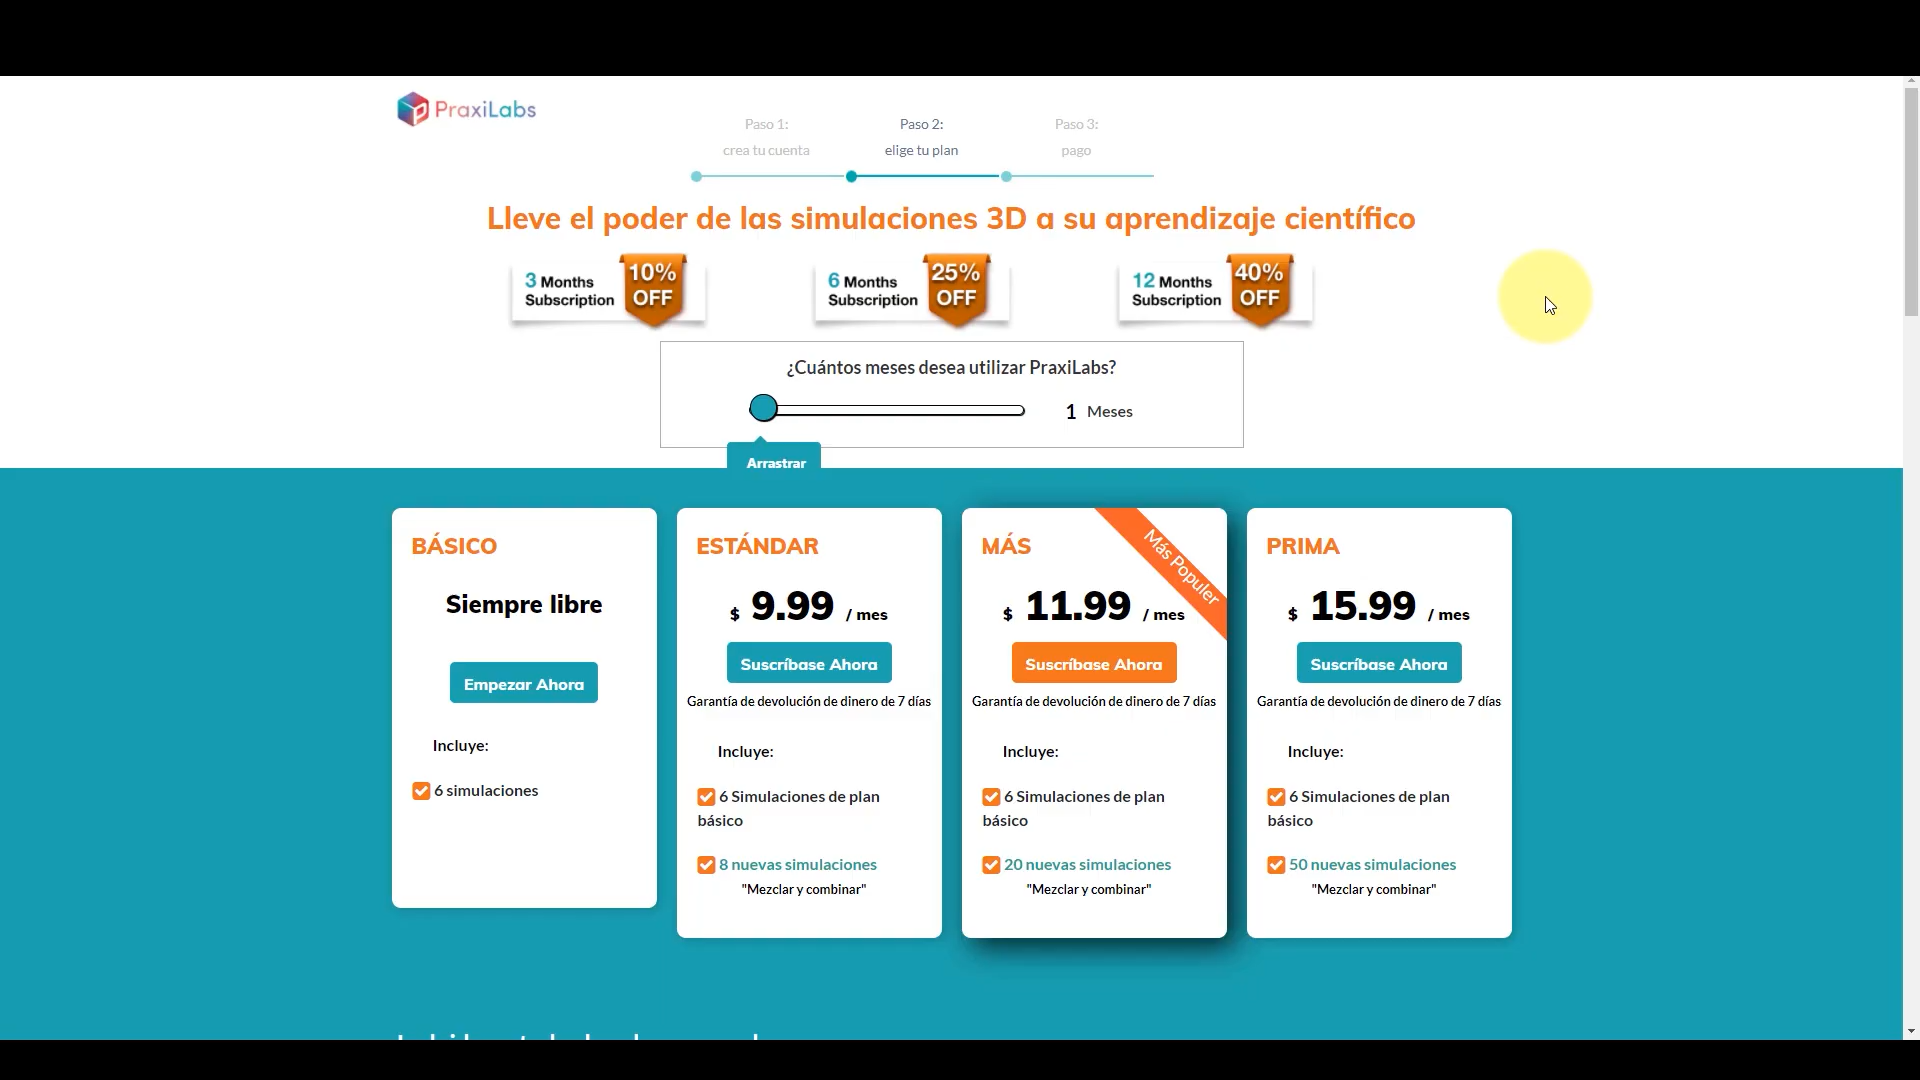 PraxiLabs
Paso 1:
crea tu cuenta
Paso 2:
elige tu plan
Paso 3:
pago
Lleve el poder de las simulaciones 3D a su aprendizaje científico
3 Months
Subscription
10%
OFF
6 Months
Subscription
25%
OFF
12 Months
Subscription
40%
OFF
¿Cuántos meses desea utilizar PraxiLabs?
1 Meses
Arrastrar
BÁSICO
Siempre libre
Empezar Ahora
Incluye:
6 simulaciones
ESTÁNDAR
$ 9.99 / mes
Suscríbase Ahora
Garantía de devolución de dinero de 7 días
Incluye:
6 Simulaciones de plan
básico
8 nuevas simulaciones
"Mezclar y combinar"
MÁS
Más Populer
$ 11.99 / mes
Suscríbase Ahora
Garantía de devolución de dinero de 7 días
Incluye:
6 Simulaciones de plan
básico
20 nuevas simulaciones
"Mezclar y combinar"
PRIMA
$ 15.99 / mes
Suscríbase Ahora
Garantía de devolución de dinero de 7 días
Incluye:
6 Simulaciones de plan
básico
50 nuevas simulaciones
"Mezclar y combinar"